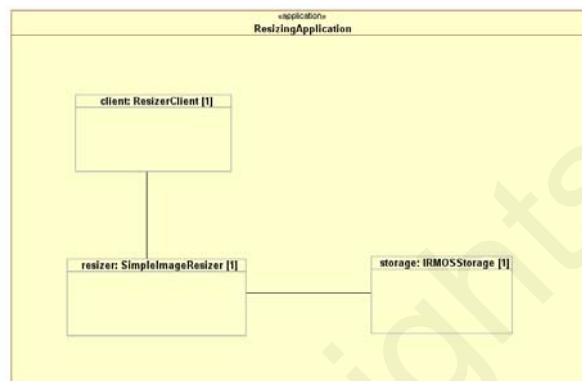 «application»
ResizingApplication
client: ResizerClient [1]
resizer: SimpleImageResizer [1]
storage: IRMOSStorage [1]